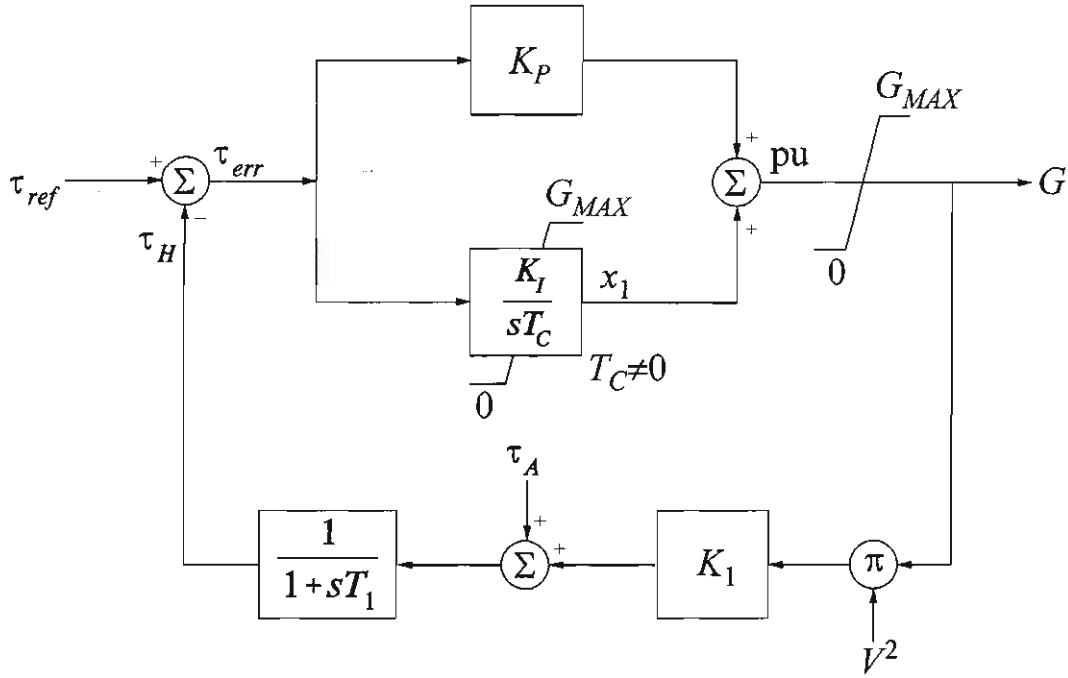 K_P
G_MAX
τ_ref
+
Σ
−
τ_err
τ_H
G_MAX
K_I
sT_C
0
x_1
T_C≠0
+
Σ
+
pu
0
G
τ_A
1
1+sT_1
+
Σ
+
K_1
π
V²